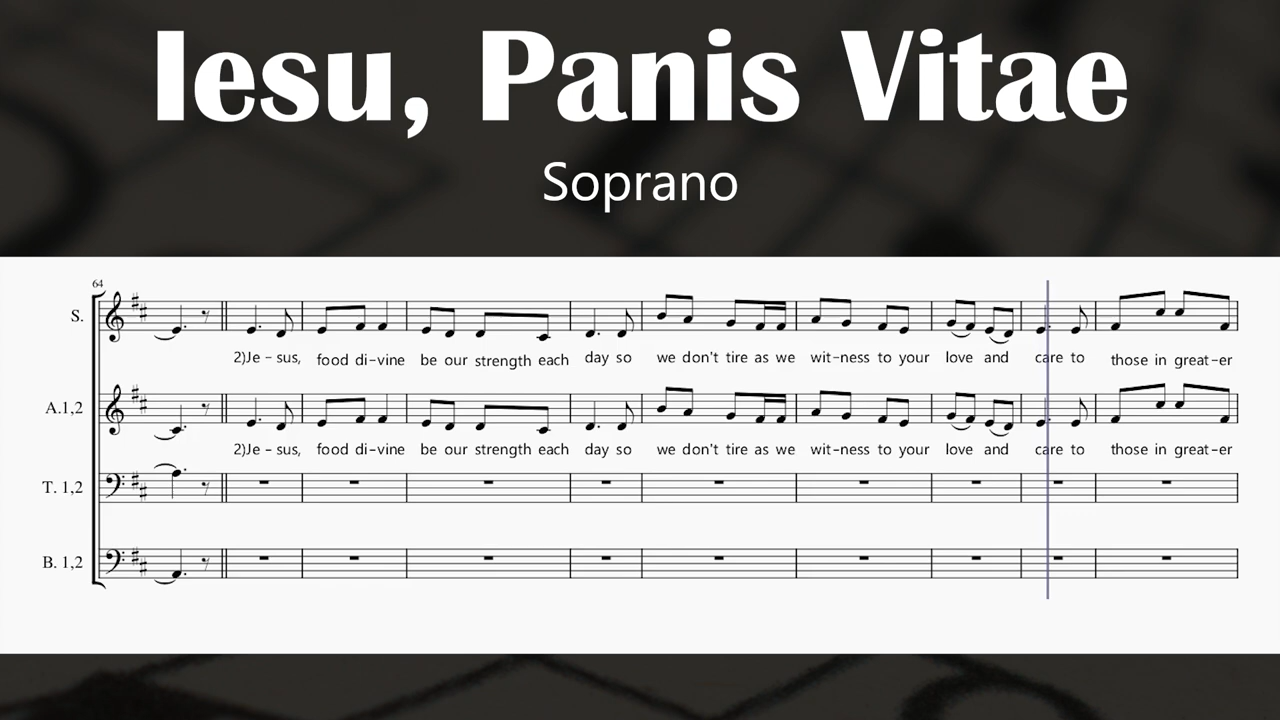 Iesu, Panis Vitae
Soprano
64
S.
2)Je - sus, food di-vine be our strength each day so we don't tire as we wit-ness to your love and care to those in great-er
A.1,2
2)Je - sus, food di-vine be our strength each day so we don't tire as we wit-ness to your love and care to those in great-er
T. 1,2
B. 1,2